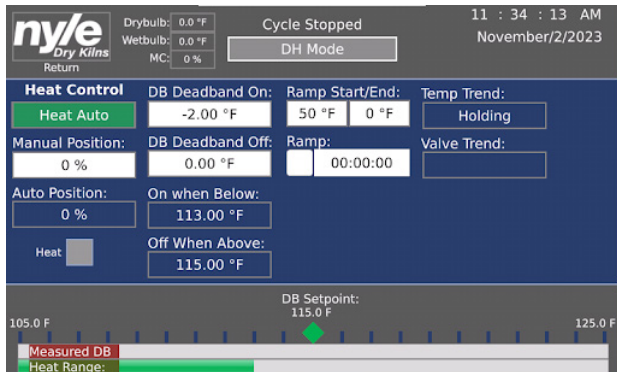 nyle
Dry Kilns
Return
Drybulb: 0.0 °F
Wetbulb: 0.0 °F
MC: 0 %
Cycle Stopped
DH Mode
11 : 34 : 13 AM
November/2/2023
Heat Control
Heat Auto
Manual Position:
0 %
Auto Position:
0 %
Heat
DB Deadband On:
-2.00 °F
DB Deadband Off:
0.00 °F
On when Below:
113.00 °F
Off When Above:
115.00 °F
Ramp Start/End:
50 °F 0 °F
Ramp:
00:00:00
Temp Trend:
Holding
Valve Trend:
DB Setpoint:
115.0 F
105.0 F
125.0 F
Measured DB
Heat Range: